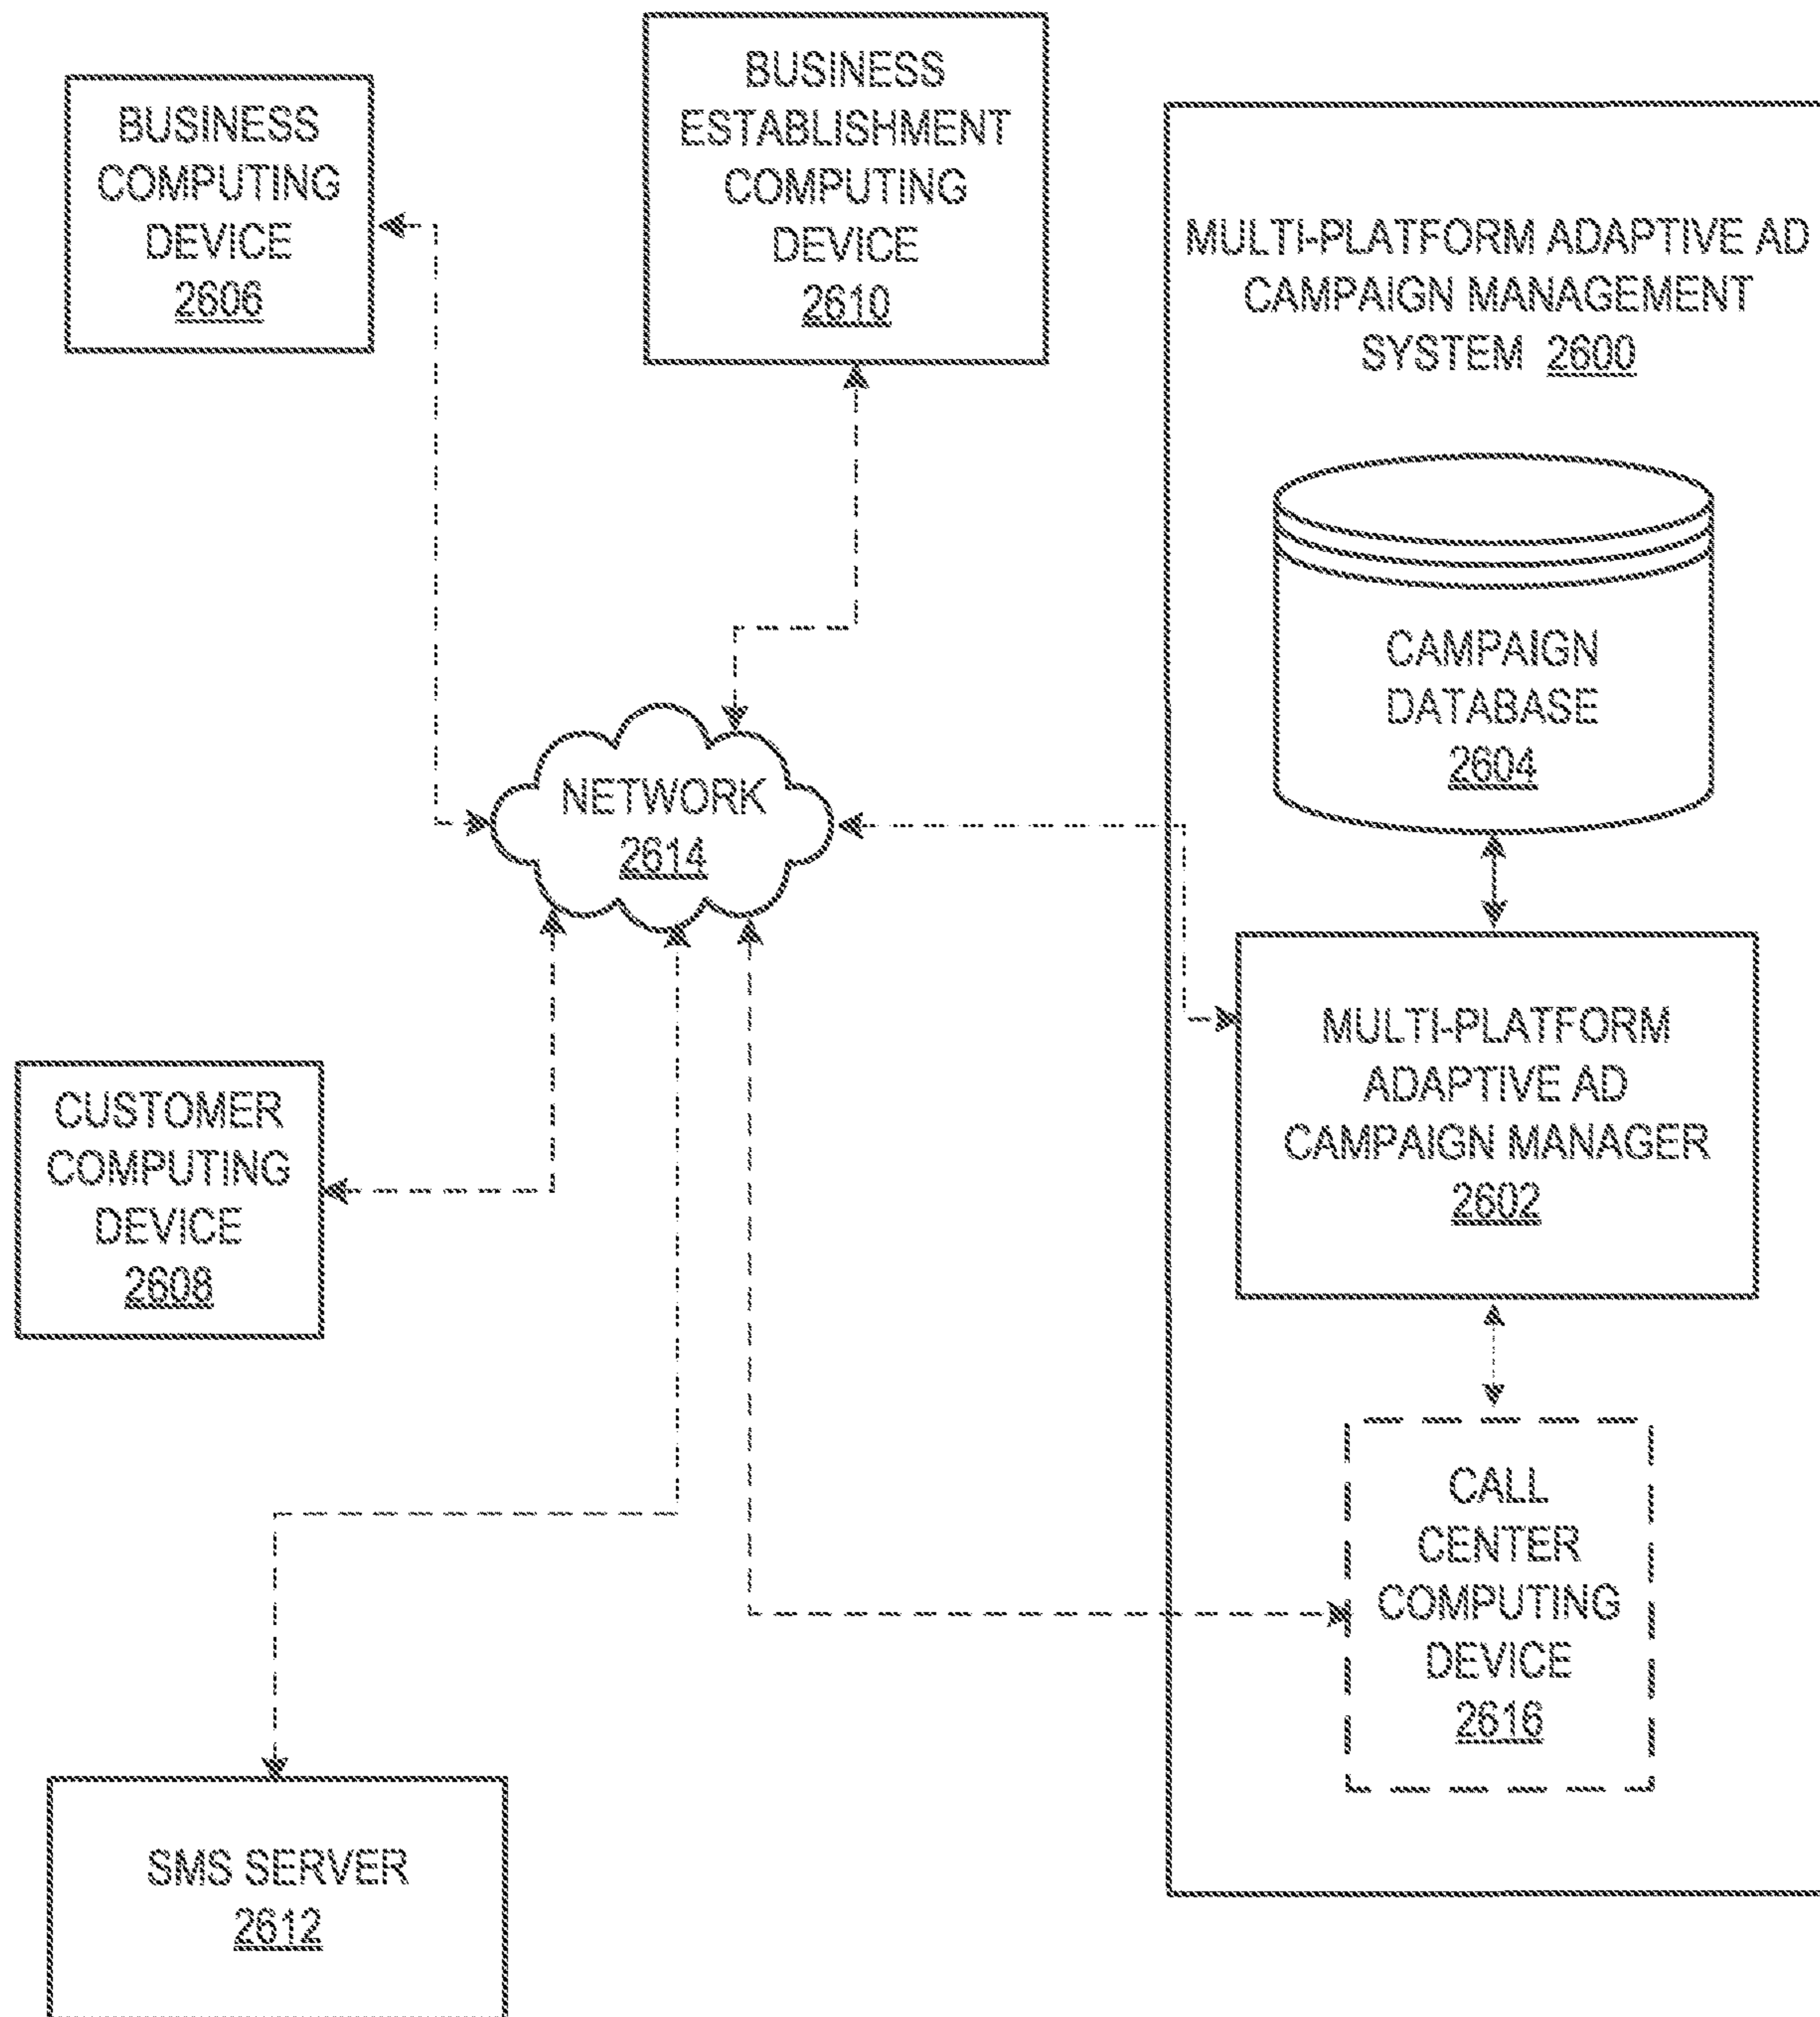 BUSINESS
COMPUTING
DEVICE
2606
BUSINESS
ESTABLISHMENT
COMPUTING
DEVICE
2610
MULTI-PLATFORM ADAPTIVE AD
CAMPAIGN MANAGEMENT
SYSTEM 2600
CAMPAIGN
DATABASE
2604
NETWORK
2614
MULTI-PLATFORM
ADAPTIVE AD
CAMPAIGN MANAGER
2602
CUSTOMER
COMPUTING
DEVICE
2608
CALL
CENTER
COMPUTING
DEVICE
2616
SMS SERVER
2612